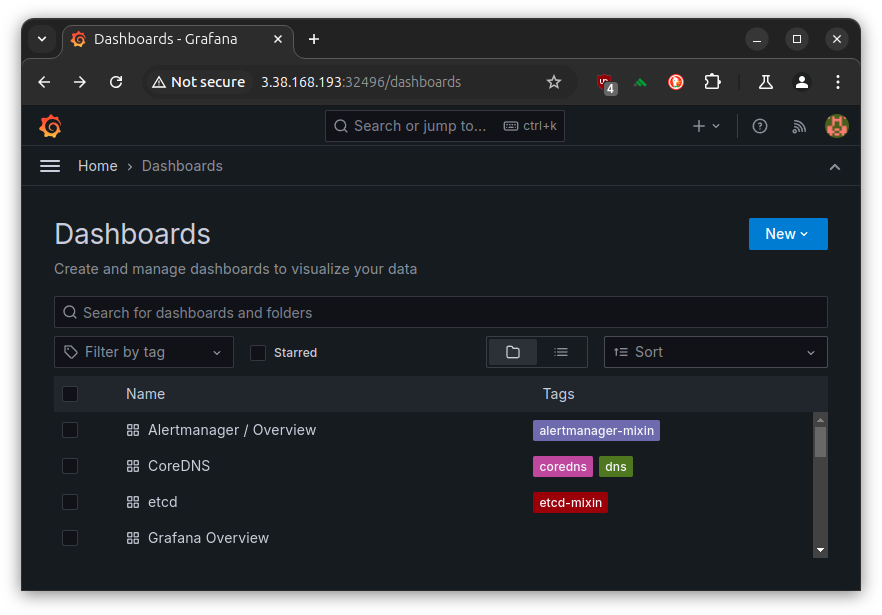 Dashboards - Grafana
Not secure 3.38.168.193:32496/dashboards
4
Search or jump to... ctrl+k
Home › Dashboards
Dashboards
New
Create and manage dashboards to visualize your data
Search for dashboards and folders
Filter by tag Starred Sort
Name Tags
Alertmanager / Overview alertmanager-mixin
CoreDNS coredns dns
etcd etcd-mixin
Grafana Overview